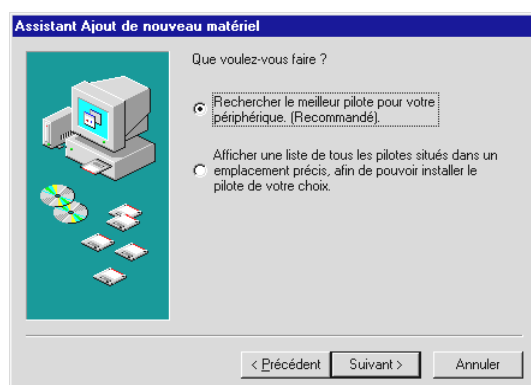 Assistant Ajout de nouveau matériel
Que voulez-vous faire ?
Rechercher le meilleur pilote pour votre
périphérique. (Recommandé).
Afficher une liste de tous les pilotes situés dans un
emplacement précis, afin de pouvoir installer le
pilote de votre choix.
< Précédent
Suivant >
Annuler